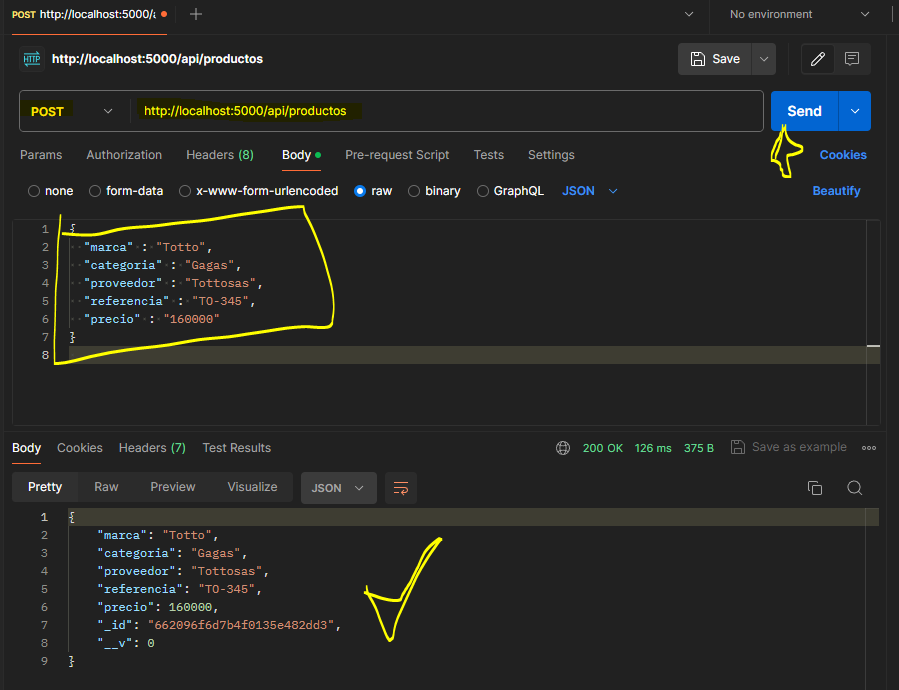 POST http://localhost:5000/a
No environment
HTTP http://localhost:5000/api/productos
Save
POST http://localhost:5000/api/productos
Send
Params Authorization Headers (8) Body Pre-request Script Tests Settings Cookies
none form-data x-www-form-urlencoded raw binary GraphQL JSON Beautify
1 {
2 "marca" : "Totto",
3 "categoria" : "Gagas",
4 "proveedor" : "Tottosas",
5 "referencia" : "TO-345",
6 "precio" : "160000"
7 }
8
Body Cookies Headers (7) Test Results 200 OK 126 ms 375 B Save as example
Pretty Raw Preview Visualize JSON
1 {
2 "marca": "Totto",
3 "categoria": "Gagas",
4 "proveedor": "Tottosas",
5 "referencia": "TO-345",
6 "precio": 160000,
7 "_id": "662096f6d7b4f0135e482dd3",
8 "__v": 0
9 }